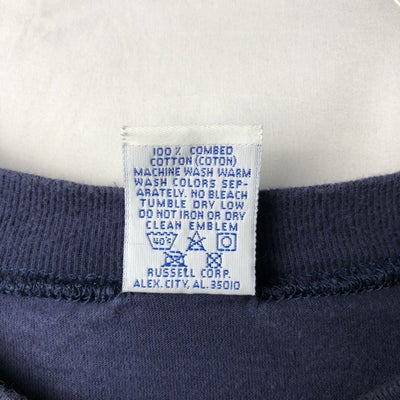 100% COMBED
COTTON (COTON)
MACHINE WASH WARM
WASH COLORS SEP-
ARATELY. NO BLEACH
TUMBLE DRY LOW
DO NOT IRON OR DRY
CLEAN EMBLEM
40°
RUSSELL CORP.
ALEX. CITY, AL. 35010